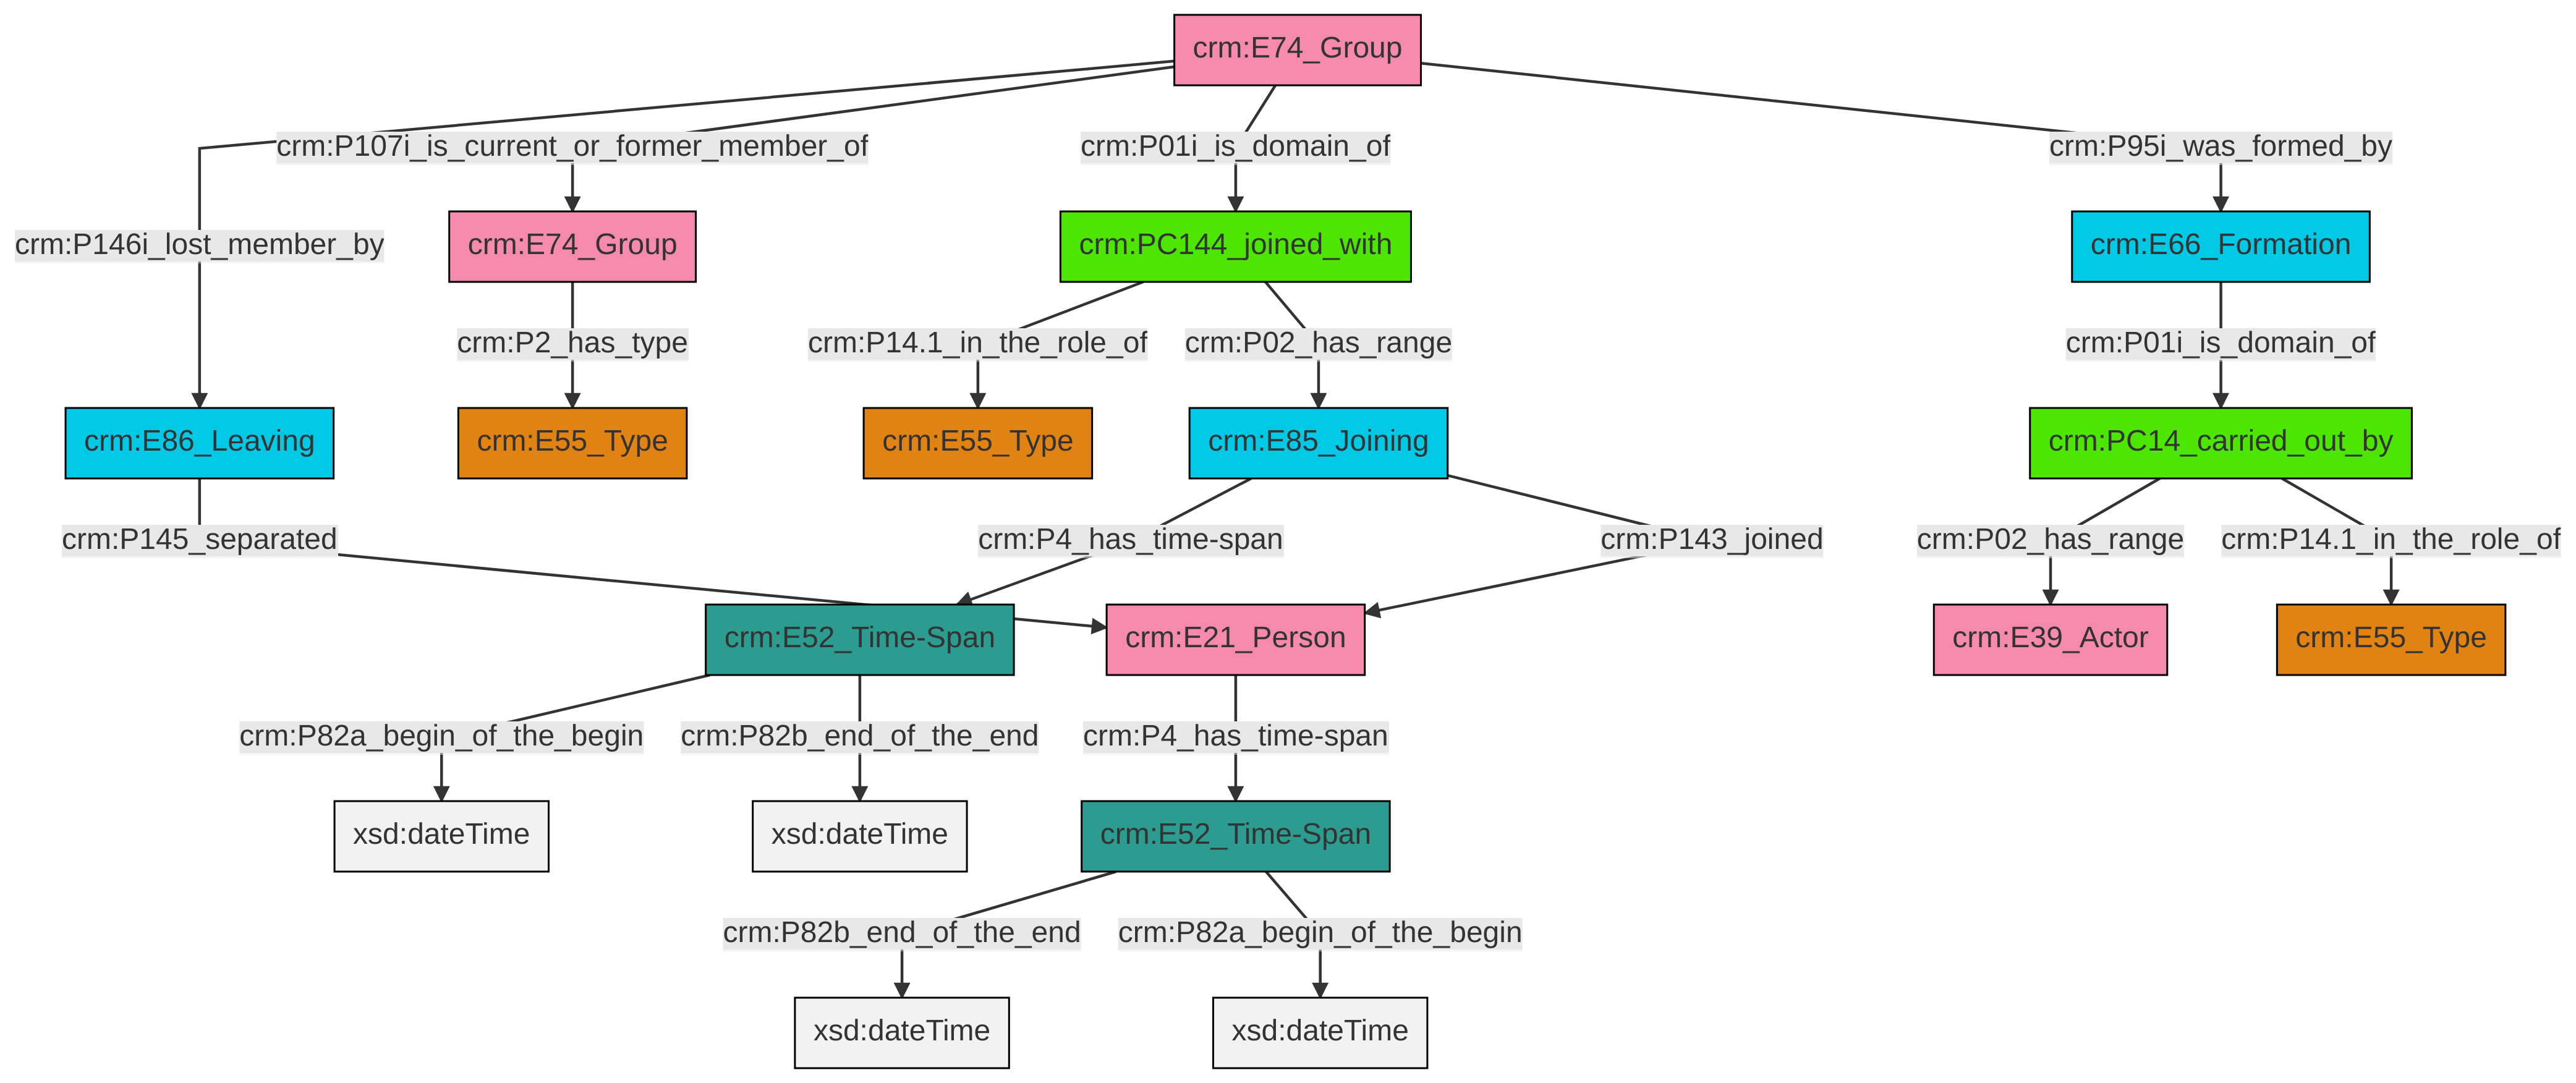 crm:E74_Group
crm:P107i_is_current_or_former_member_of
crm:P01i_is_domain_of
crm:P95i_was_formed_by
crm:P146i_lost_member_by
crm:E74_Group
crm:PC144_joined_with
crm:E66_Formation
crm:P2_has_type
crm:P14.1_in_the_role_of
crm:P02_has_range
crm:P01i_is_domain_of
crm:E86_Leaving
crm:E55_Type
crm:E55_Type
crm:E85_Joining
crm:PC14_carried_out_by
crm:P145_separated
crm:P4_has_time-span
crm:P143_joined
crm:P02_has_range
crm:P14.1_in_the_role_of
crm:E52_Time-Span
crm:E21_Person
crm:E39_Actor
crm:E55_Type
crm:P82a_begin_of_the_begin
crm:P82b_end_of_the_end
crm:P4_has_time-span
xsd:dateTime
xsd:dateTime
crm:E52_Time-Span
crm:P82b_end_of_the_end
crm:P82a_begin_of_the_begin
xsd:dateTime
xsd:dateTime